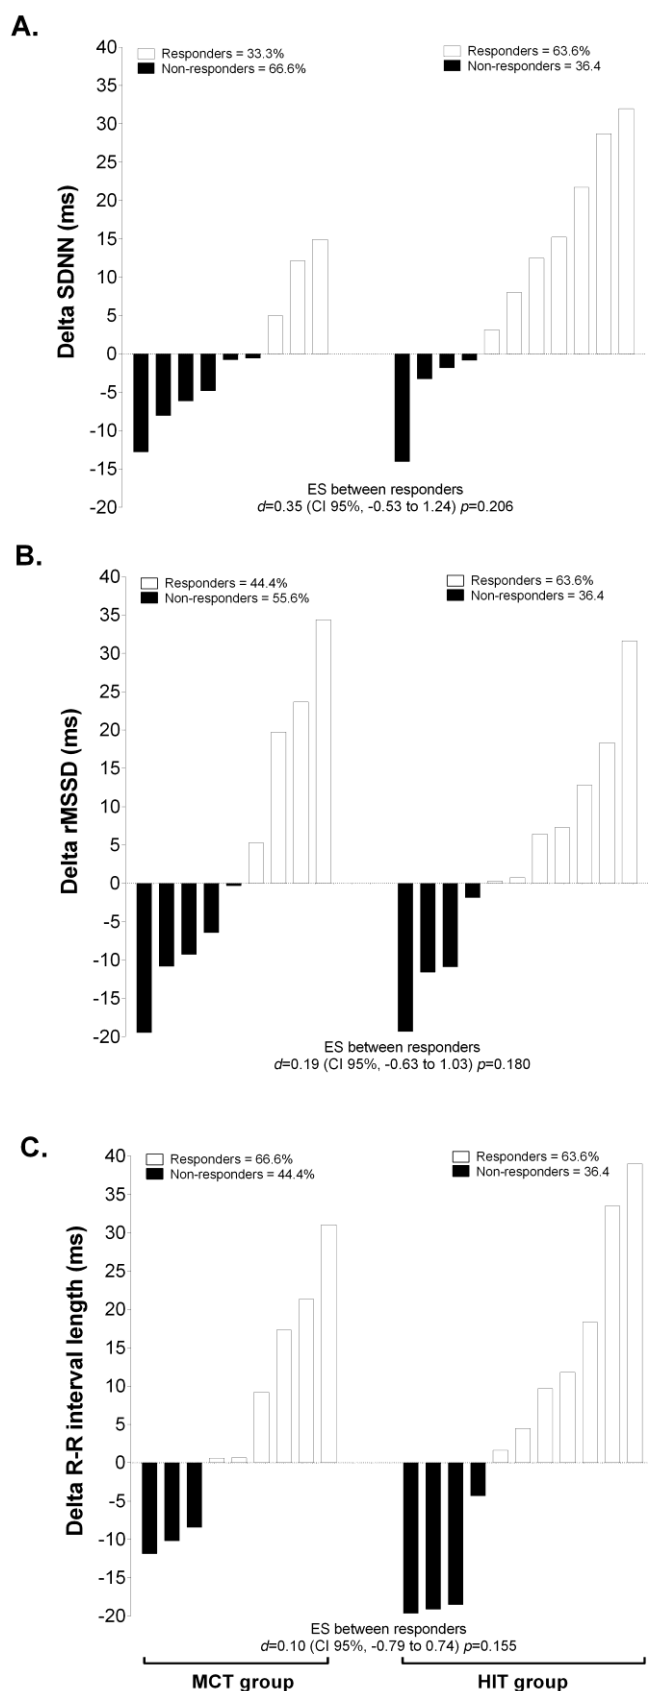 A.
40
35
30
25
20
15
10
5
0
-5
-10
-15
-20
Delta SDNN (ms)
Responders = 33.3%
Non-responders = 66.6%
Responders = 63.6%
Non-responders = 36.4
ES between responders
d=0.35 (CI 95%, -0.53 to 1.24) p=0.206
B.
40
35
30
25
20
15
10
5
0
-5
-10
-15
-20
Delta rMSSD (ms)
Responders = 44.4%
Non-responders = 55.6%
Responders = 63.6%
Non-responders = 36.4
ES between responders
d=0.19 (CI 95%, -0.63 to 1.03) p=0.180
C.
40
35
30
25
20
15
10
5
0
-5
-10
-15
-20
Delta R-R interval length (ms)
Responders = 66.6%
Non-responders = 44.4%
Responders = 63.6%
Non-responders = 36.4
ES between responders
d=0.10 (CI 95%, -0.79 to 0.74) p=0.155
MCT group
HIT group